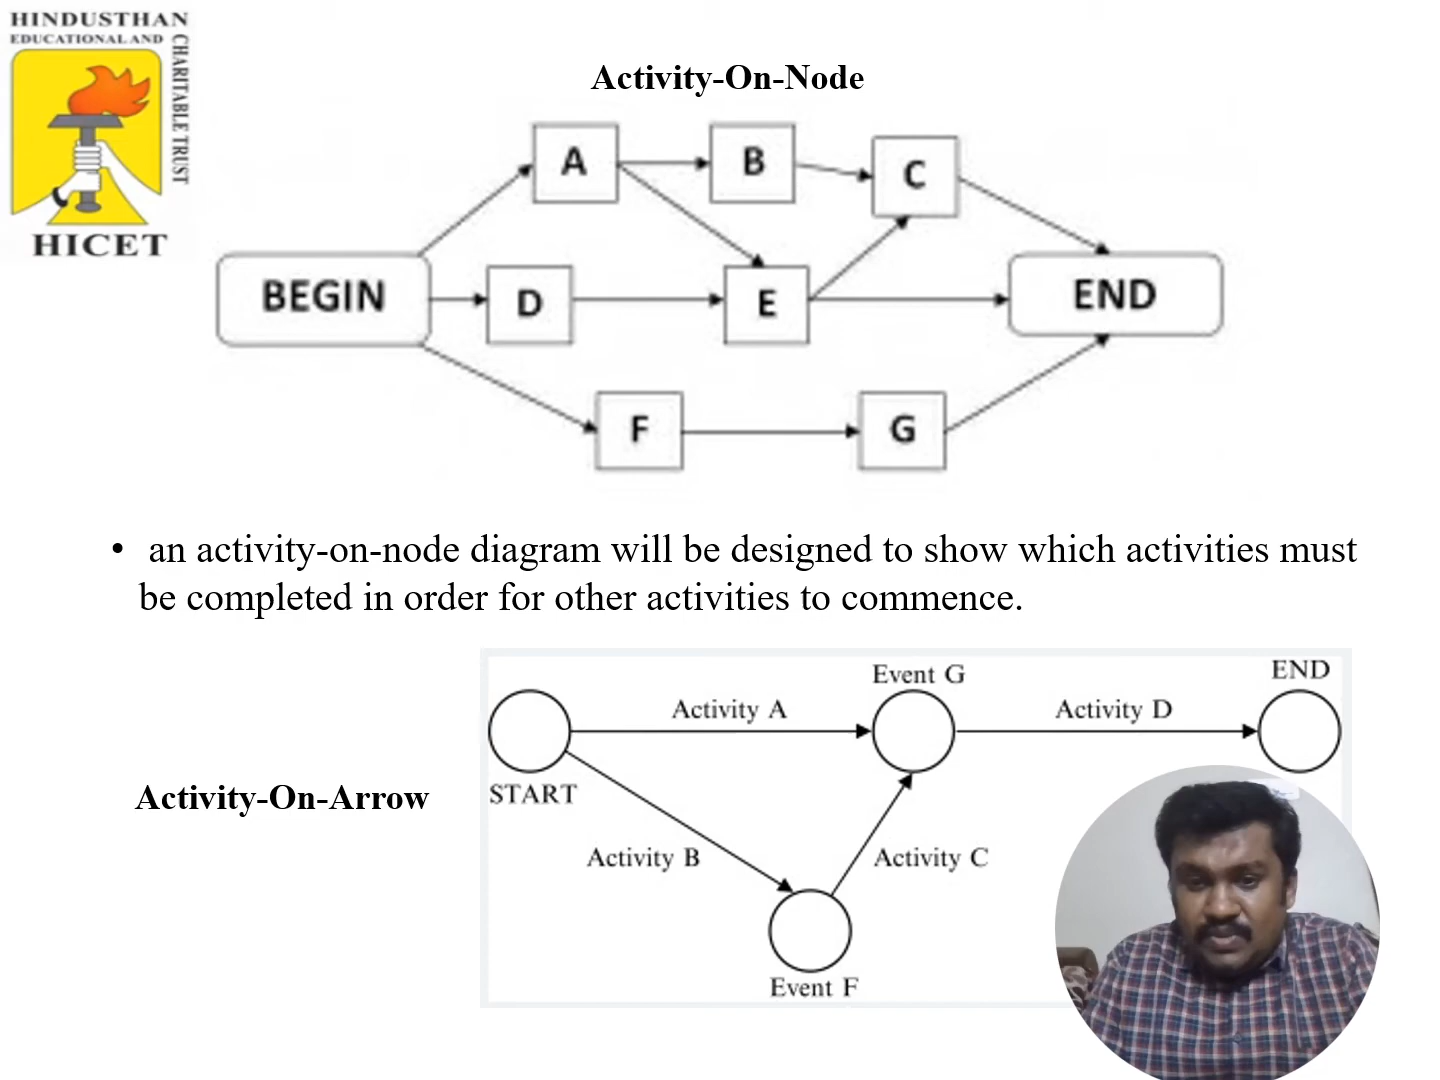 HINDUSTHAN
EDUCATIONAL AND
CHARITABLE TRUST
HICET
Activity-On-Node
A
B
C
BEGIN
D
E
END
F
G
• an activity-on-node diagram will be designed to show which activities must
be completed in order for other activities to commence.
Event G
END
Activity A
Activity D
START
Activity-On-Arrow
Activity B
Activity C
Event F